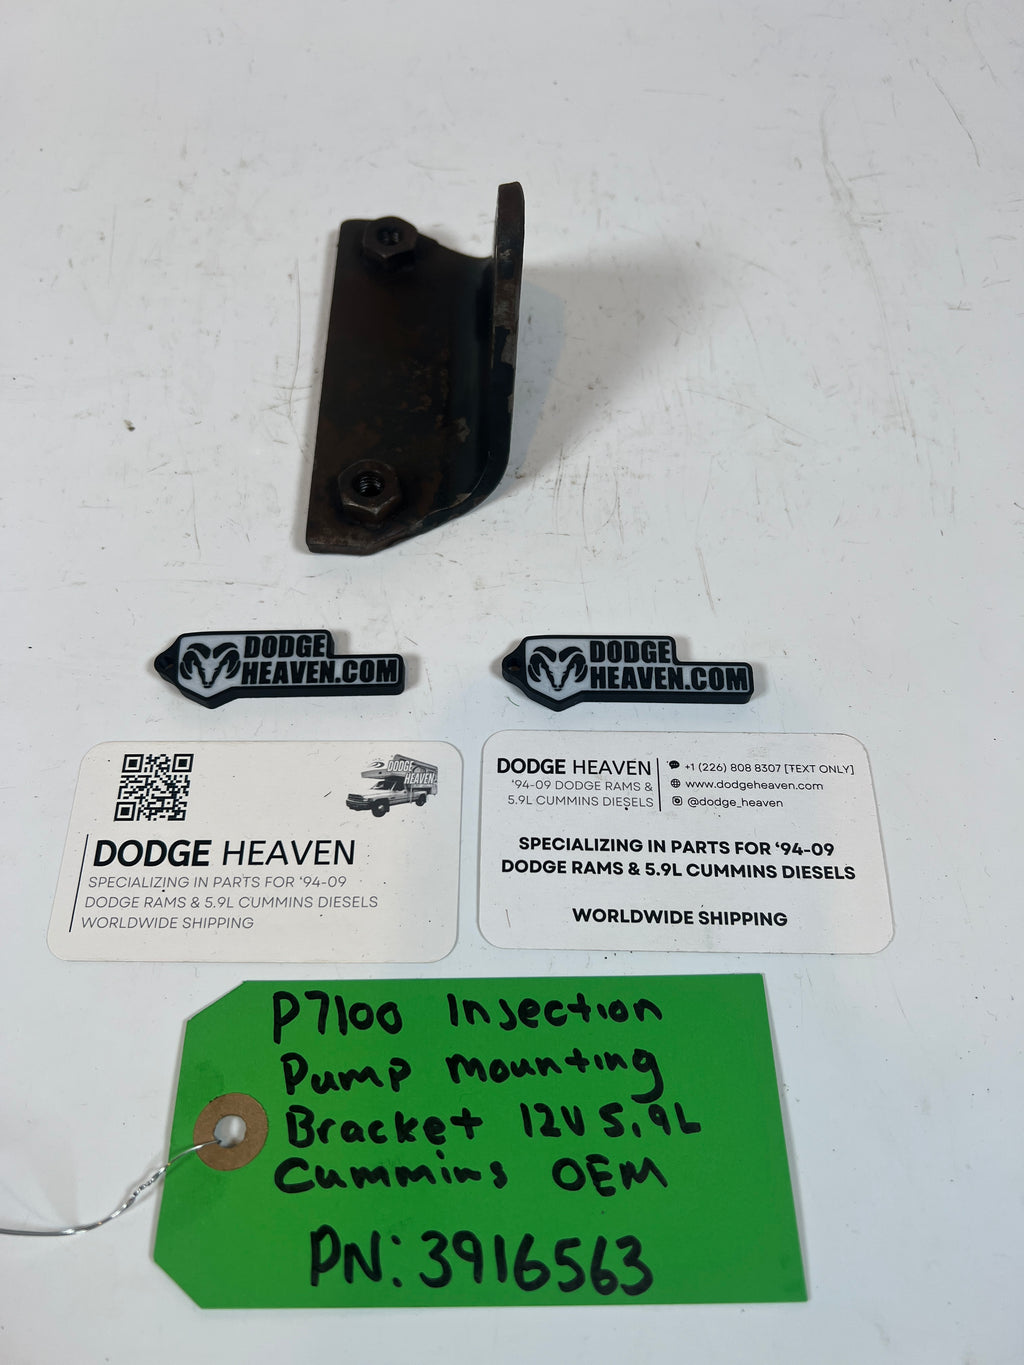 DODGE
HEAVEN.COM
DODGE
HEAVEN.COM
DODGE
HEAVEN
DODGE HEAVEN
SPECIALIZING IN PARTS FOR ‘94-09
DODGE RAMS & 5.9L CUMMINS DIESELS
WORLDWIDE SHIPPING
DODGE HEAVEN
‘94-09 DODGE RAMS &
5.9L CUMMINS DIESELS
+1 (226) 808 8307 [TEXT ONLY]
www.dodgeheaven.com
@dodge_heaven
SPECIALIZING IN PARTS FOR ‘94-09
DODGE RAMS & 5.9L CUMMINS DIESELS
WORLDWIDE SHIPPING
P7100 Injection
Pump mounting
Bracket 12V 5.9L
Cummins OEM
PN: 3916563